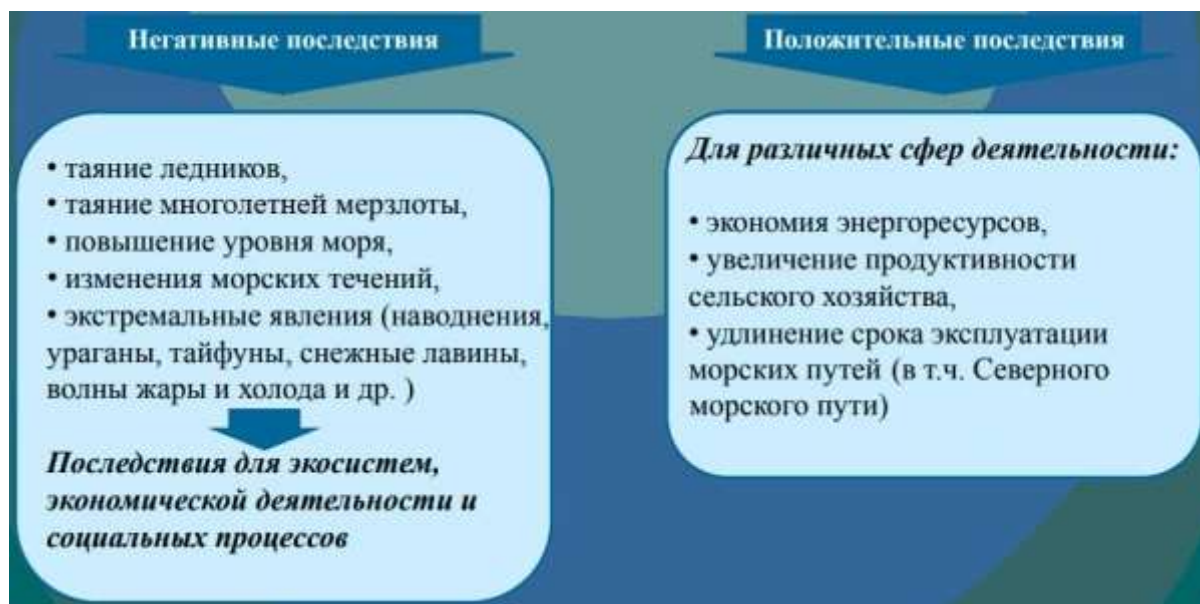 Негативные последствия
• таяние ледников,
• таяние многолетней мерзлоты,
• повышение уровня моря,
• изменения морских течений,
• экстремальные явления (наводнения,
ураганы, тайфуны, снежные лавины,
волны жары и холода и др. )
Последствия для экосистем,
экономической деятельности и
социальных процессов
Положительные последствия
Для различных сфер деятельности:
• экономия энергоресурсов,
• увеличение продуктивности
сельского хозяйства,
• удлинение срока эксплуатации
морских путей (в т.ч. Северного
морского пути)